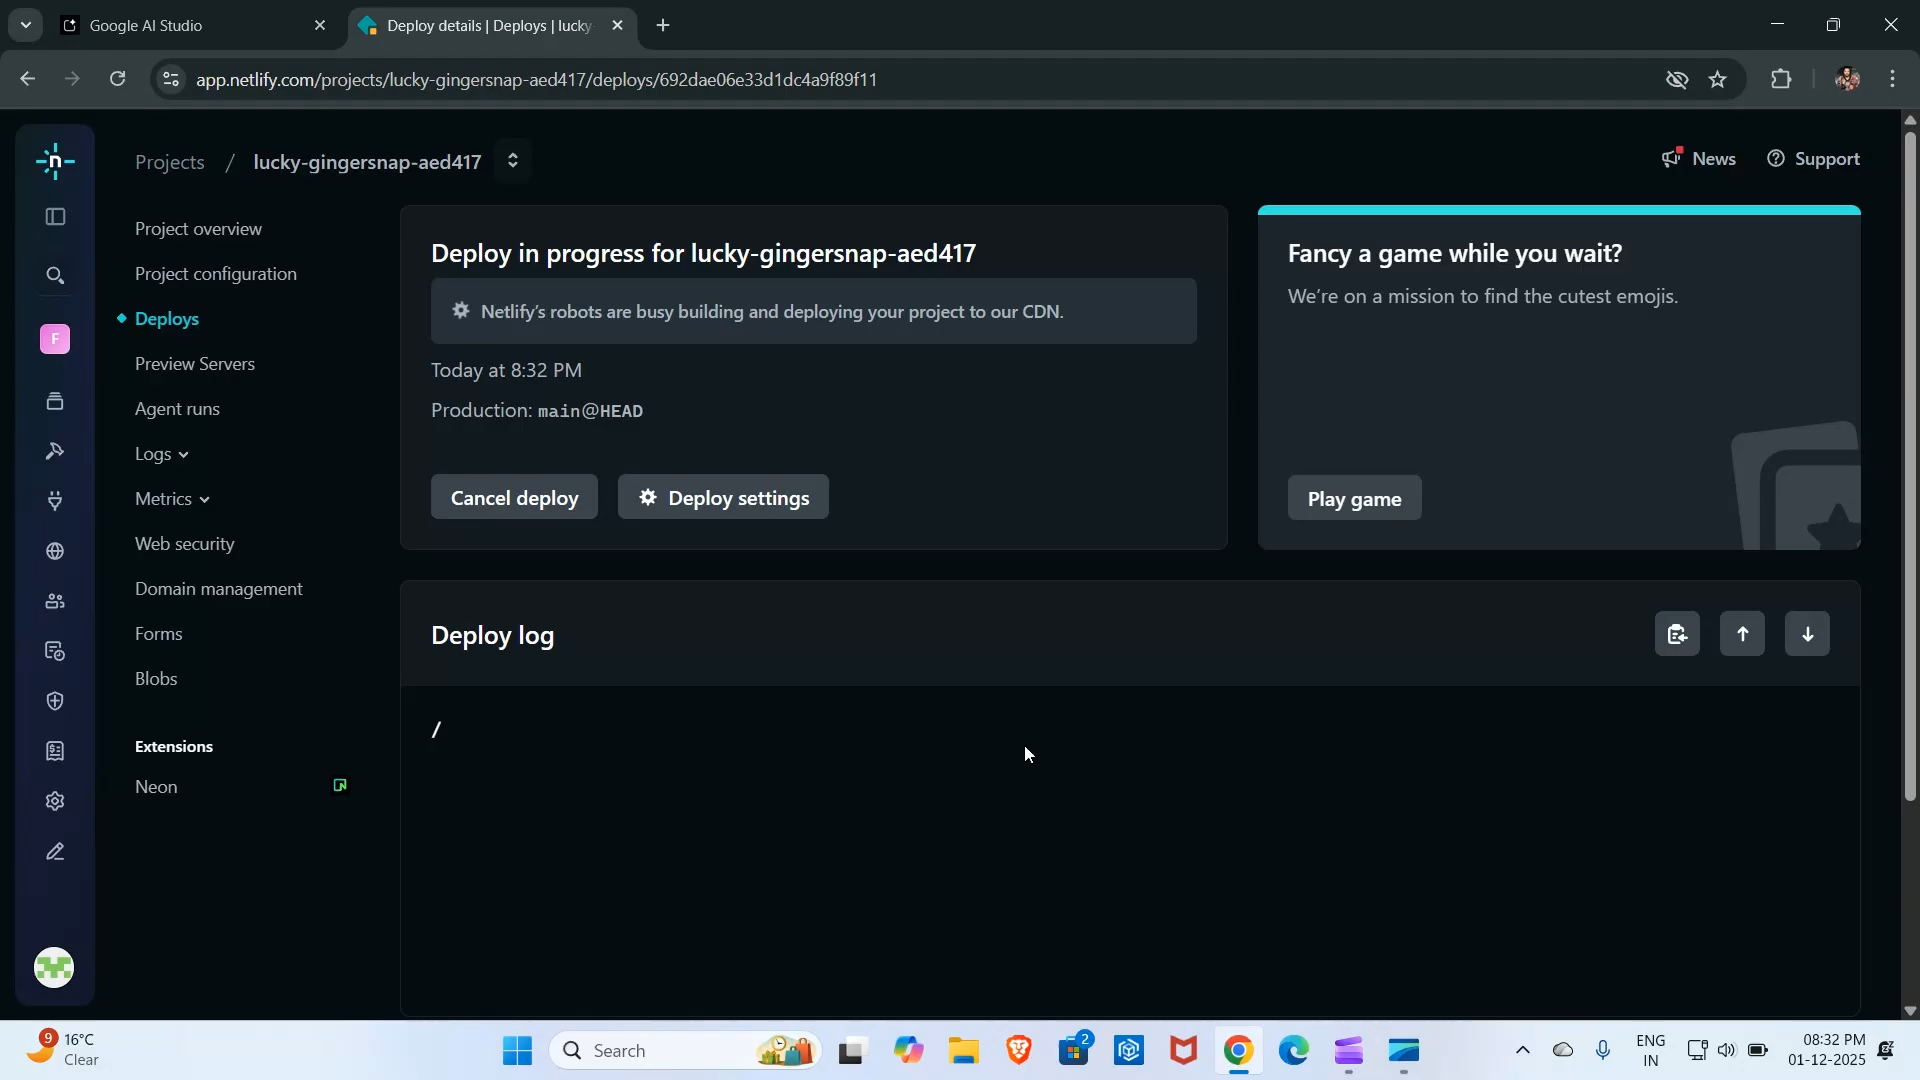 Google AI Studio
Deploy details | Deploys | lucky-
app.netlify.com/projects/lucky-gingersnap-aed417/deploys/692dae06e33d1dc4a9f89f11
Projects / lucky-gingersnap-aed417
News
Support
Project overview
Project configuration
Deploys
Preview Servers
Agent runs
Logs
Metrics
Web security
Domain management
Forms
Blobs
Extensions
Neon
F
Deploy in progress for lucky-gingersnap-aed417
Netlify's robots are busy building and deploying your project to our CDN.
Today at 8:32 PM
Production: main@HEAD
Cancel deploy
Deploy settings
Fancy a game while you wait?
We're on a mission to find the cutest emojis.
Play game
Deploy log
/
9
16°C
Clear
Search
2
ENG
IN
08:32 PM
01-12-2025